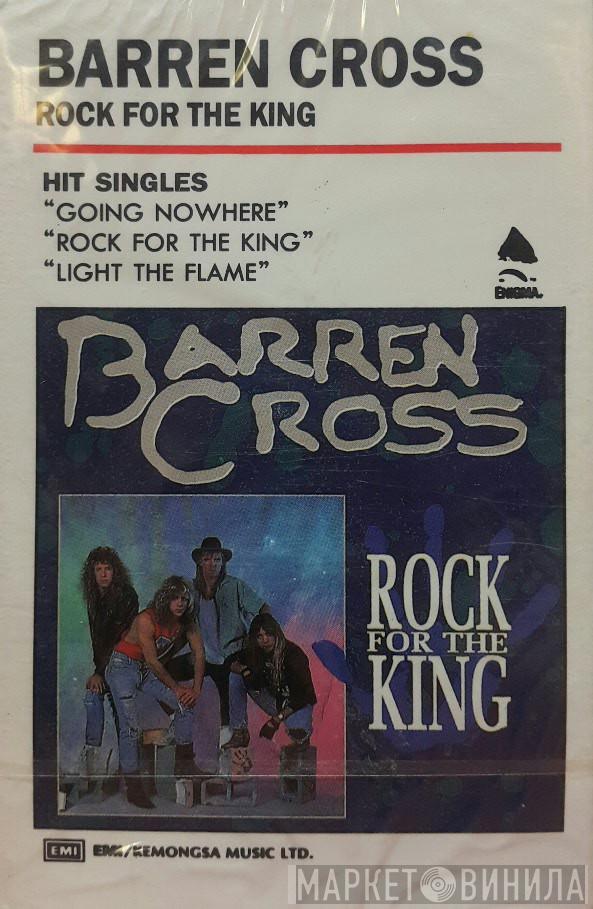 BARREN CROSS
ROCK FOR THE KING
HIT SINGLES
“GOING NOWHERE”
“ROCK FOR THE KING”
“LIGHT THE FLAME”
ENIGMA.
BARREN
CROSS
ROCK
FOR THE
KING
EMI EMI/KEMONGSA MUSIC LTD.
МАРКЕТ ВИНИЛА